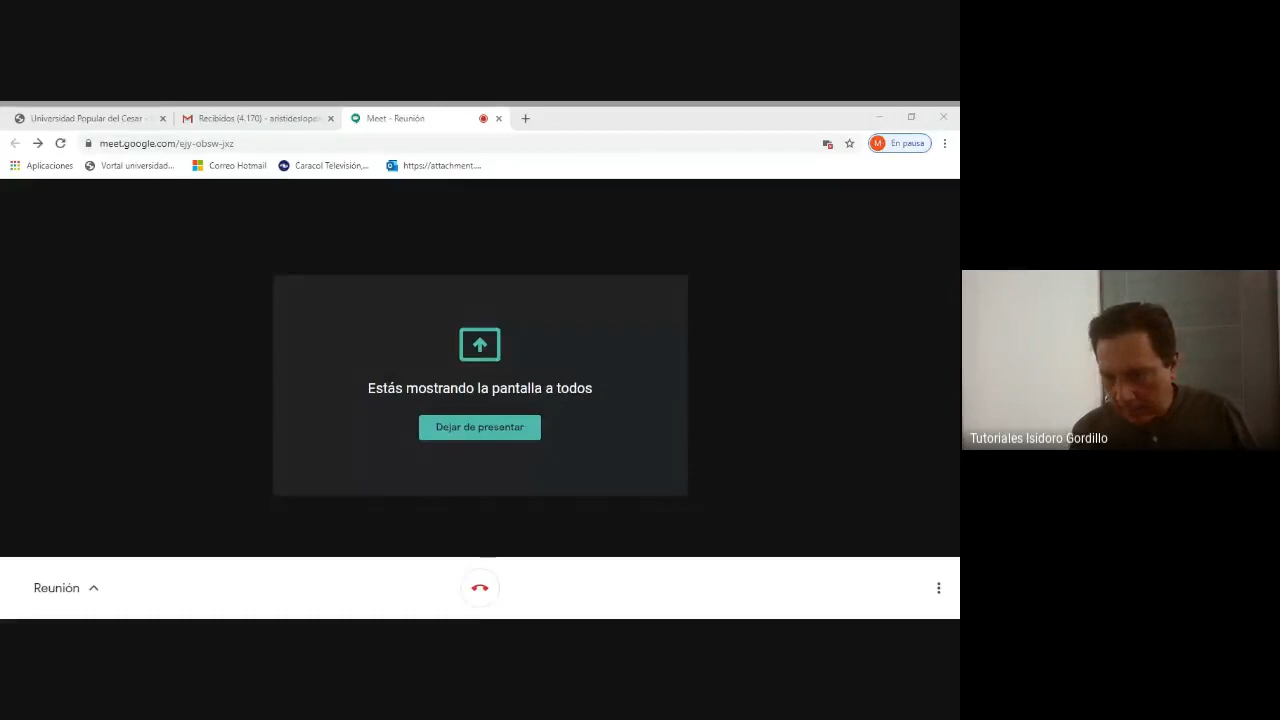 Universidad Popular del Cesar -
Recibidos (4.170) - aristideslope
Meet - Reunión
meet.google.com/ejy-obsw-jxz
M
En pausa
Aplicaciones
Vortal universidad...
Correo Hotmail
Caracol Televisión,...
https://attachment....
Estás mostrando la pantalla a todos
Dejar de presentar
Tutoriales Isidoro Gordillo
Reunión